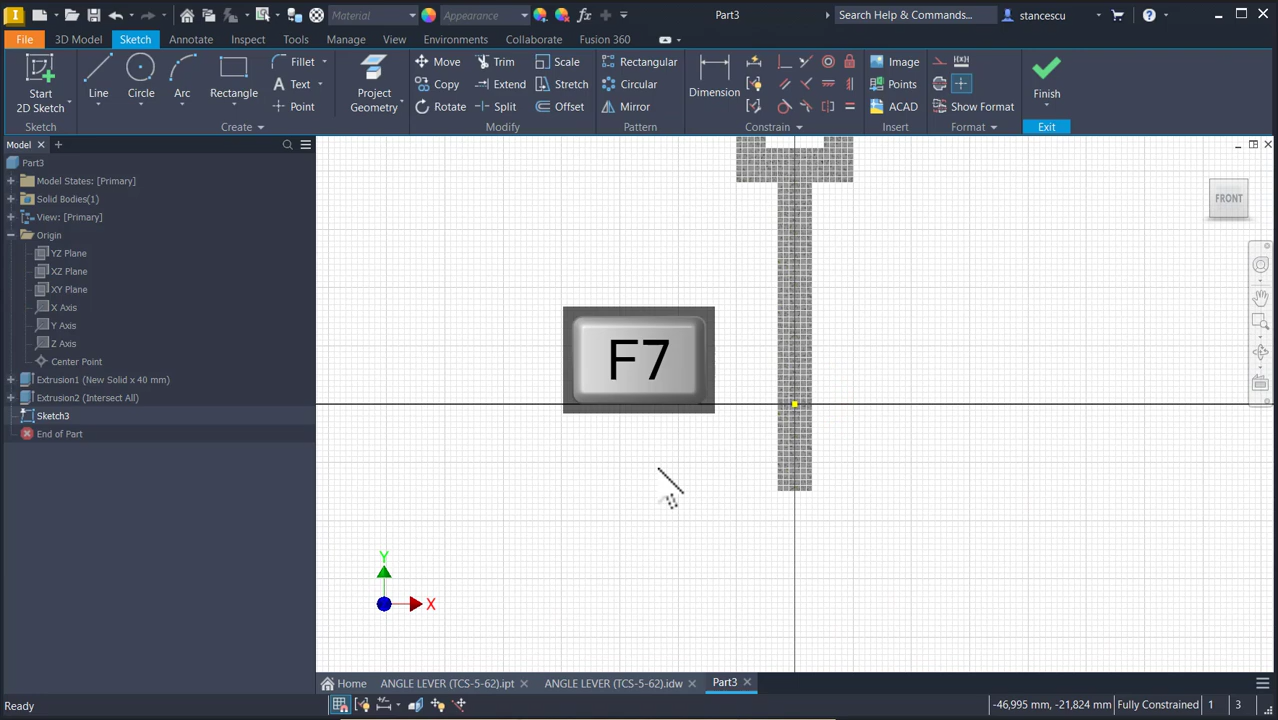 Material
Appearance
Part3
Search Help & Commands...
stancescu
File
3D Model
Sketch
Annotate
Inspect
Tools
Manage
View
Environments
Collaborate
Fusion 360
Start
2D Sketch
Line
Circle
Arc
Rectangle
Fillet
Text
Point
Project
Geometry
Move
Copy
Rotate
Trim
Extend
Split
Scale
Stretch
Offset
Rectangular
Circular
Mirror
Dimension
Image
Points
ACAD
Show Format
Finish
Sketch
Create
Modify
Pattern
Constrain
Insert
Format
Exit
Model
Part3
Model States: [Primary]
Solid Bodies(1)
View: [Primary]
Origin
YZ Plane
XZ Plane
XY Plane
X Axis
Y Axis
Z Axis
Center Point
Extrusion1 (New Solid x 40 mm)
Extrusion2 (Intersect All)
Sketch3
End of Part
FRONT
F7
Y
X
Home
ANGLE LEVER (TCS-5-62).ipt
ANGLE LEVER (TCS-5-62).idw
Part3
Ready
-46,995 mm, -21,824 mm
Fully Constrained
1
3